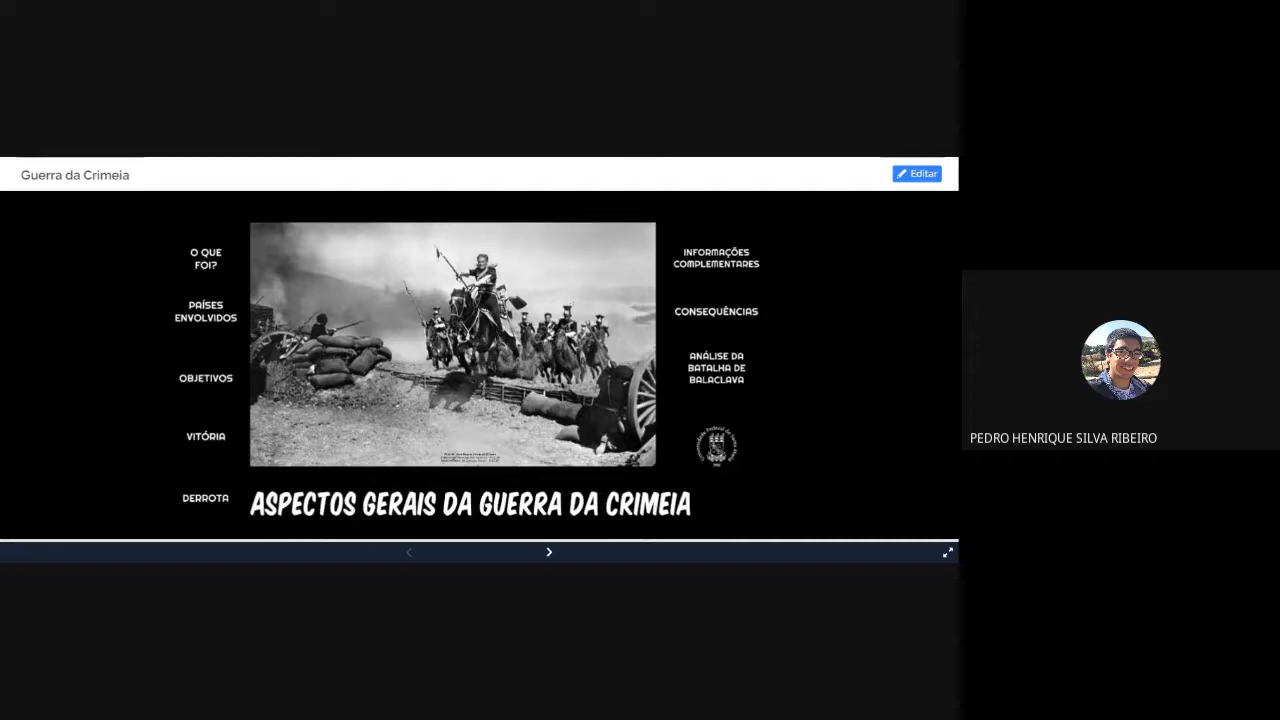 Guerra da Crimeia
Editar
O QUE
FOI?
PAÍSES
ENVOLVIDOS
OBJETIVOS
VITÓRIA
DERROTA
INFORMAÇÕES
COMPLEMENTARES
CONSEQUÊNCIAS
ANÁLISE DA
BATALHA DE
BALACLAVA
ASPECTOS GERAIS DA GUERRA DA CRIMEIA
PEDRO HENRIQUE SILVA RIBEIRO